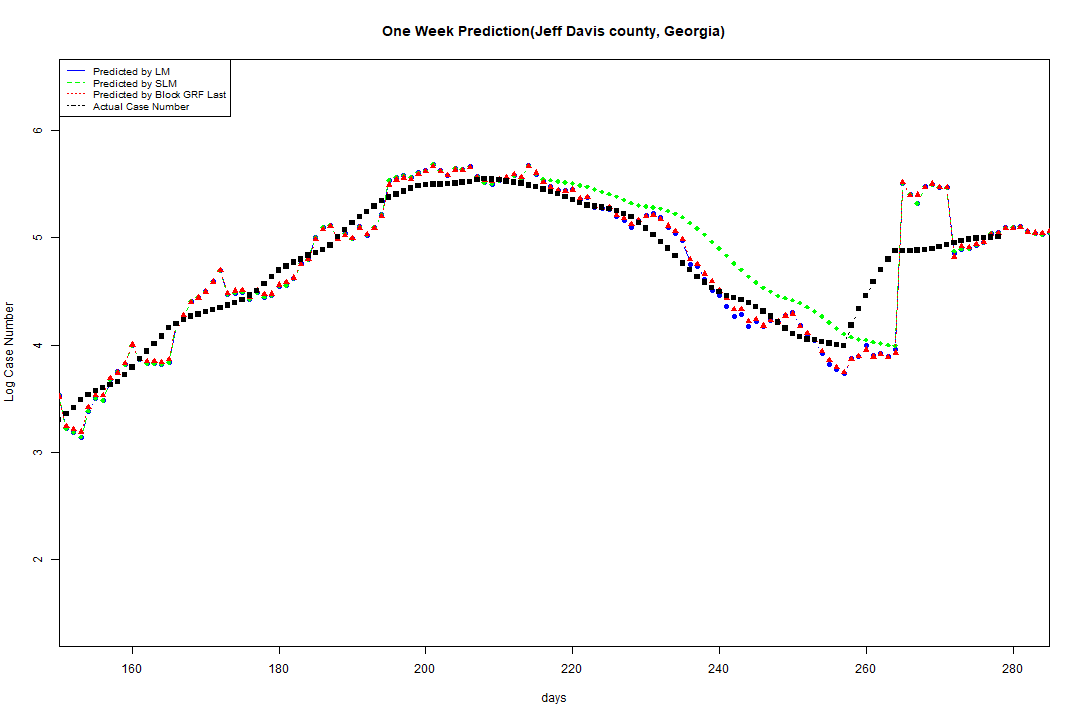 One Week Prediction(Jeff Davis county, Georgia)
Predicted by LM
Predicted by SLM
Predicted by Block GRF Last
Actual Case Number
6
5
4
3
2
Log Case Number
160 180 200 220 240 260 280
days